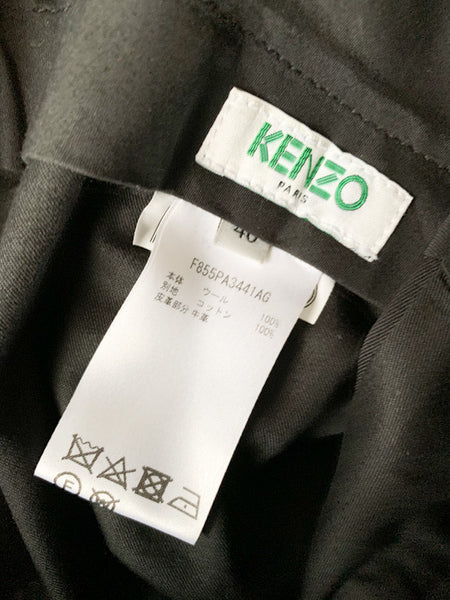 KENZO
PARIS
40
F855PA3441AG
本体 ウール 100%
別地 コットン 100%
皮革部分 牛革